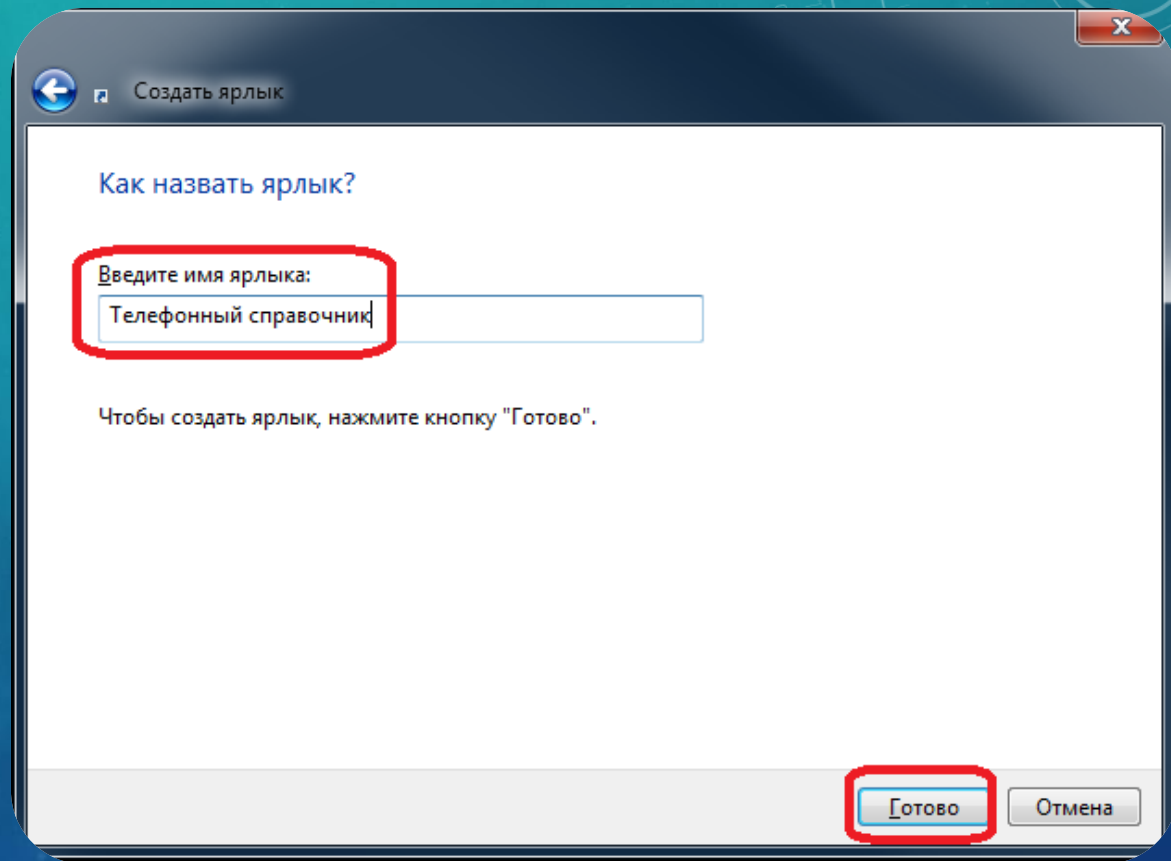 Создать ярлык
Как назвать ярлык?
Введите имя ярлыка:
Телефонный справочник
Чтобы создать ярлык, нажмите кнопку "Готово".
Готово
Отмена